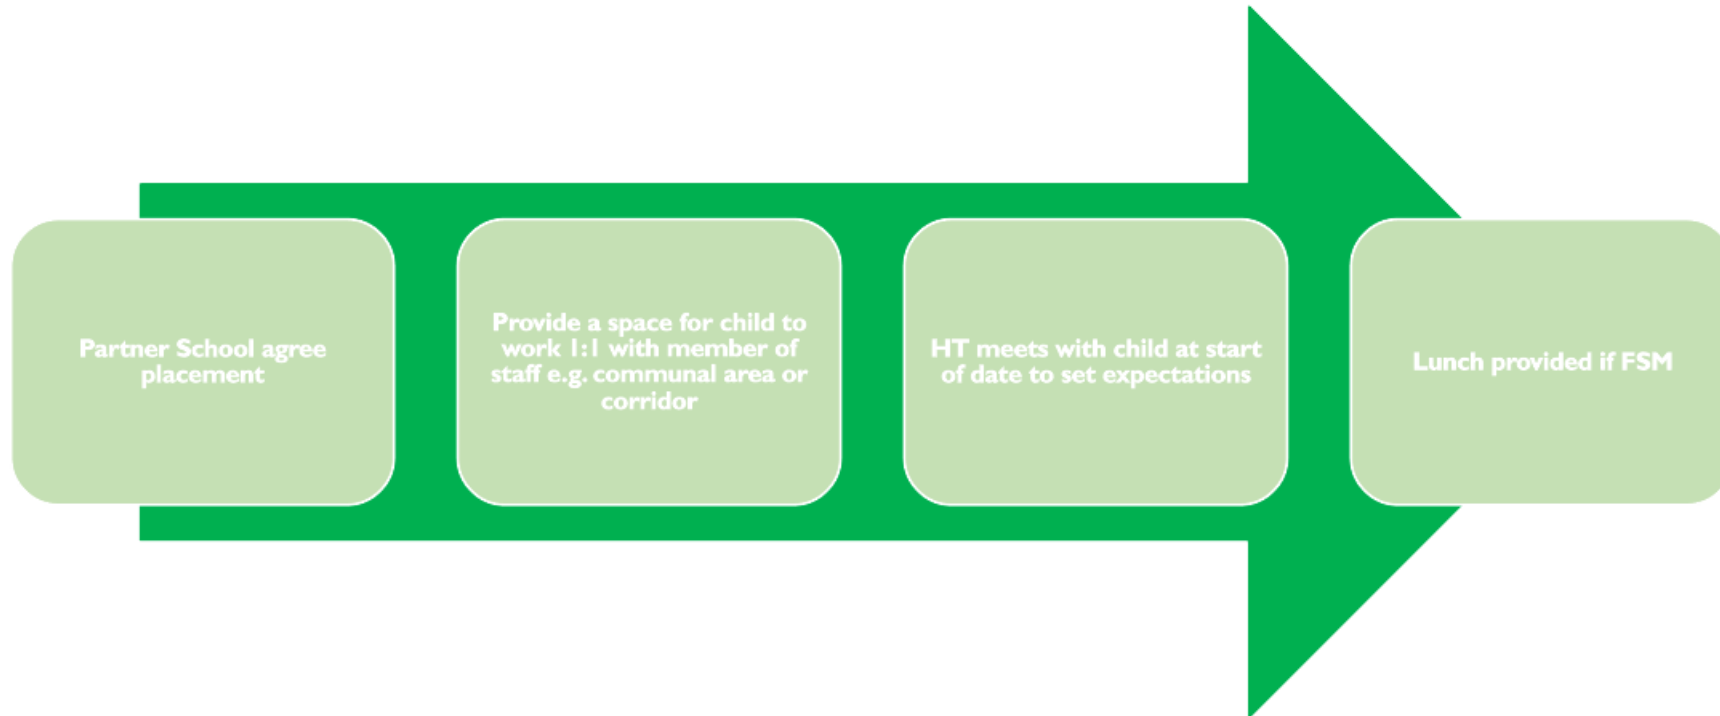 Partner School agree
placement
Provide a space for child to
work 1:1 with member of
staff e.g. communal area or
corridor
HT meets with child at start
of date to set expectations
Lunch provided if FSM